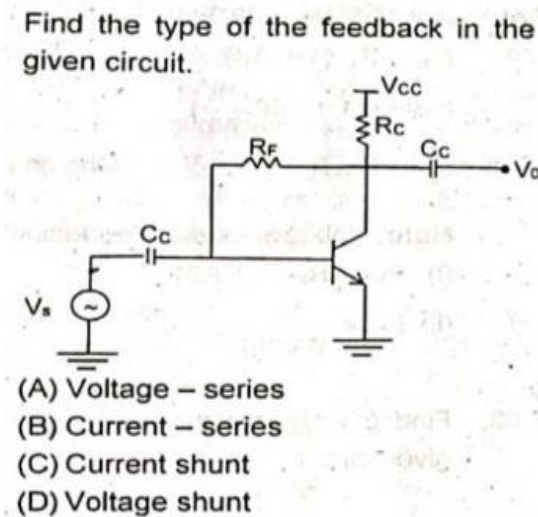 Find the type of the feedback in the
given circuit.
Vcc
Rc
RF
Cc
Vo
Cc
Vs
~
(A) Voltage – series
(B) Current – series
(C) Current shunt
(D) Voltage shunt